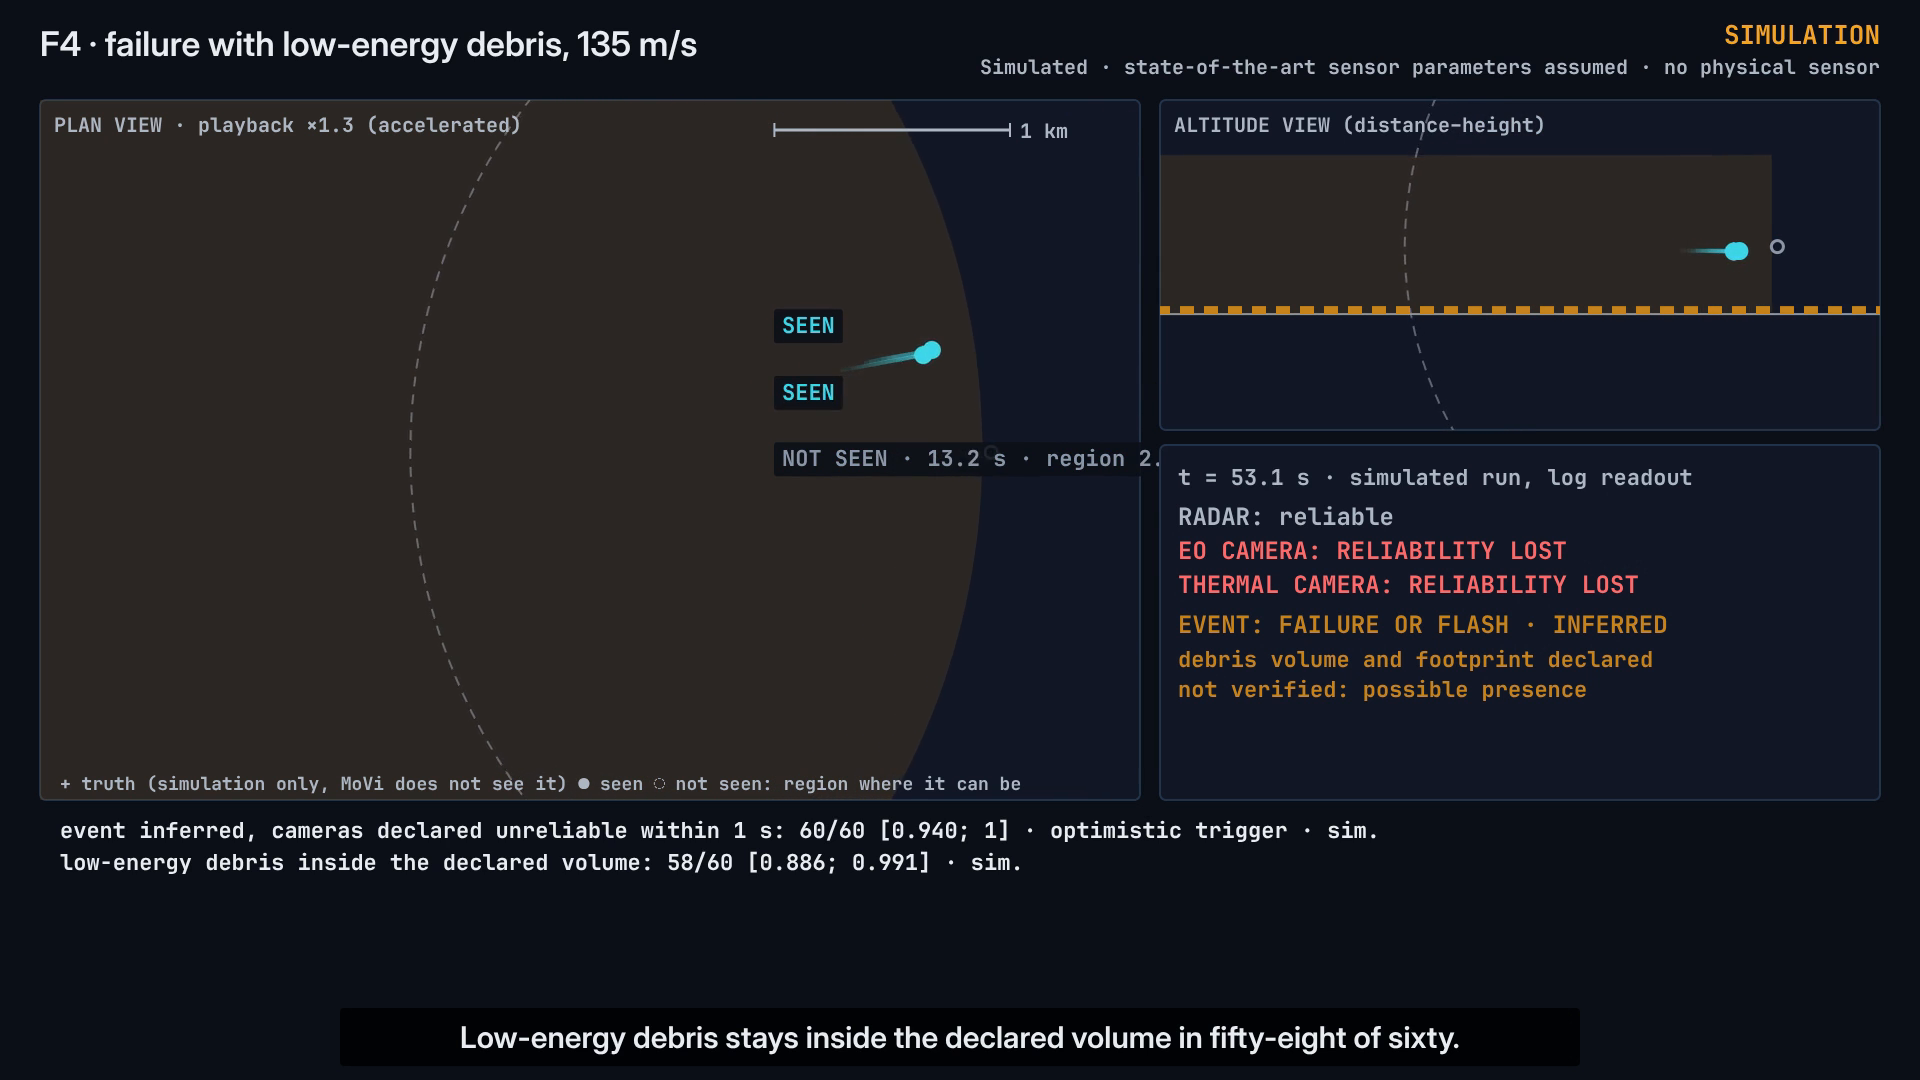 F4 · failure with low-energy debris, 135 m/s
SIMULATION
Simulated · state-of-the-art sensor parameters assumed · no physical sensor
PLAN VIEW · playback ×1.3 (accelerated)
1 km
SEEN
SEEN
NOT SEEN · 13.2 s · region 2.
+ truth (simulation only, MoVi does not see it) ● seen ◌ not seen: region where it can be
ALTITUDE VIEW (distance-height)
t = 53.1 s · simulated run, log readout
RADAR: reliable
EO CAMERA: RELIABILITY LOST
THERMAL CAMERA: RELIABILITY LOST
EVENT: FAILURE OR FLASH · INFERRED
debris volume and footprint declared
not verified: possible presence
event inferred, cameras declared unreliable within 1 s: 60/60 [0.940; 1] · optimistic trigger · sim.
low-energy debris inside the declared volume: 58/60 [0.886; 0.991] · sim.
Low-energy debris stays inside the declared volume in fifty-eight of sixty.